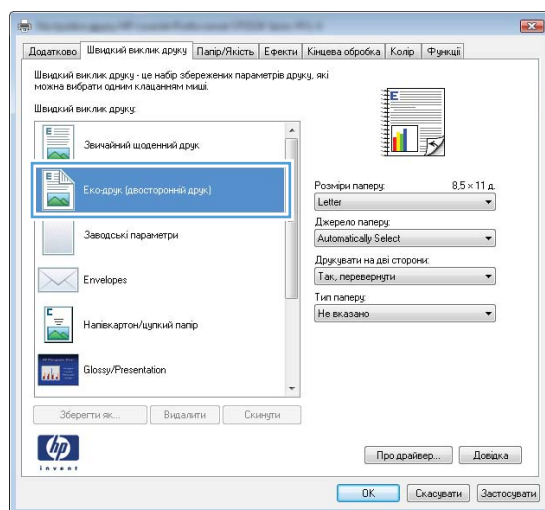 Додатково Швидкий виклик друку Папір/Якість Ефекти Кінцева обробка Колір Функції
Швидкий виклик друку - це набір збережених параметрів друку, які
можна вибрати одним клацанням миші.
Швидкий виклик друку:
Звичайний щоденний друк
Еко-друк (двосторонній друк)
Заводські параметри
Envelopes
Напівкартон/цупкий папір
Glossy/Presentation
Зберегти як... Видалити Скинути
Розміри паперу: 8,5 × 11 д.
Letter
Джерело паперу:
Automatically Select
Друкувати на дві сторони:
Так, перевернути
Тип паперу:
Не вказано
hp
invent
Про драйвер... Довідка
OK Скасувати Застосувати